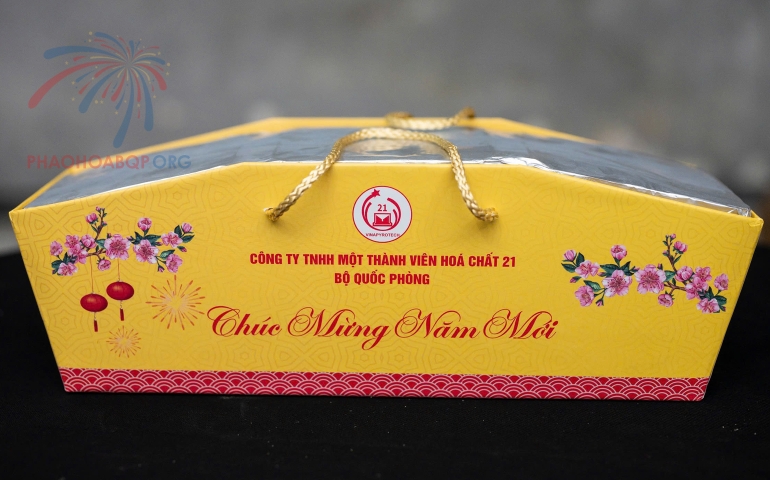 PHAOHOABQP.ORG
21
VINAPYROTECH
CÔNG TY TNHH MỘT THÀNH VIÊN HOÁ CHẤT 21
BỘ QUỐC PHÒNG
Chúc Mừng Năm Mới